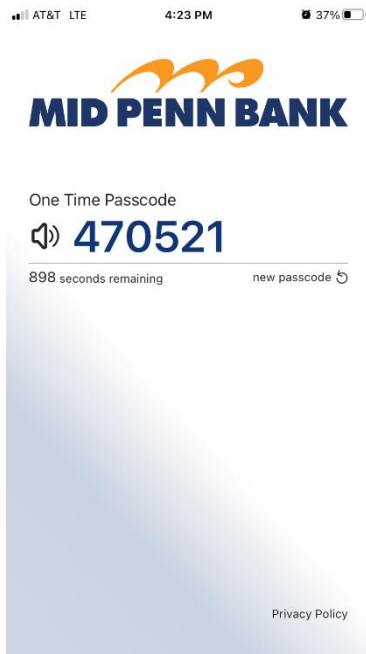 AT&T LTE 4:23 PM 37%
MID PENN BANK
One Time Passcode
470521
898 seconds remaining new passcode
Privacy Policy